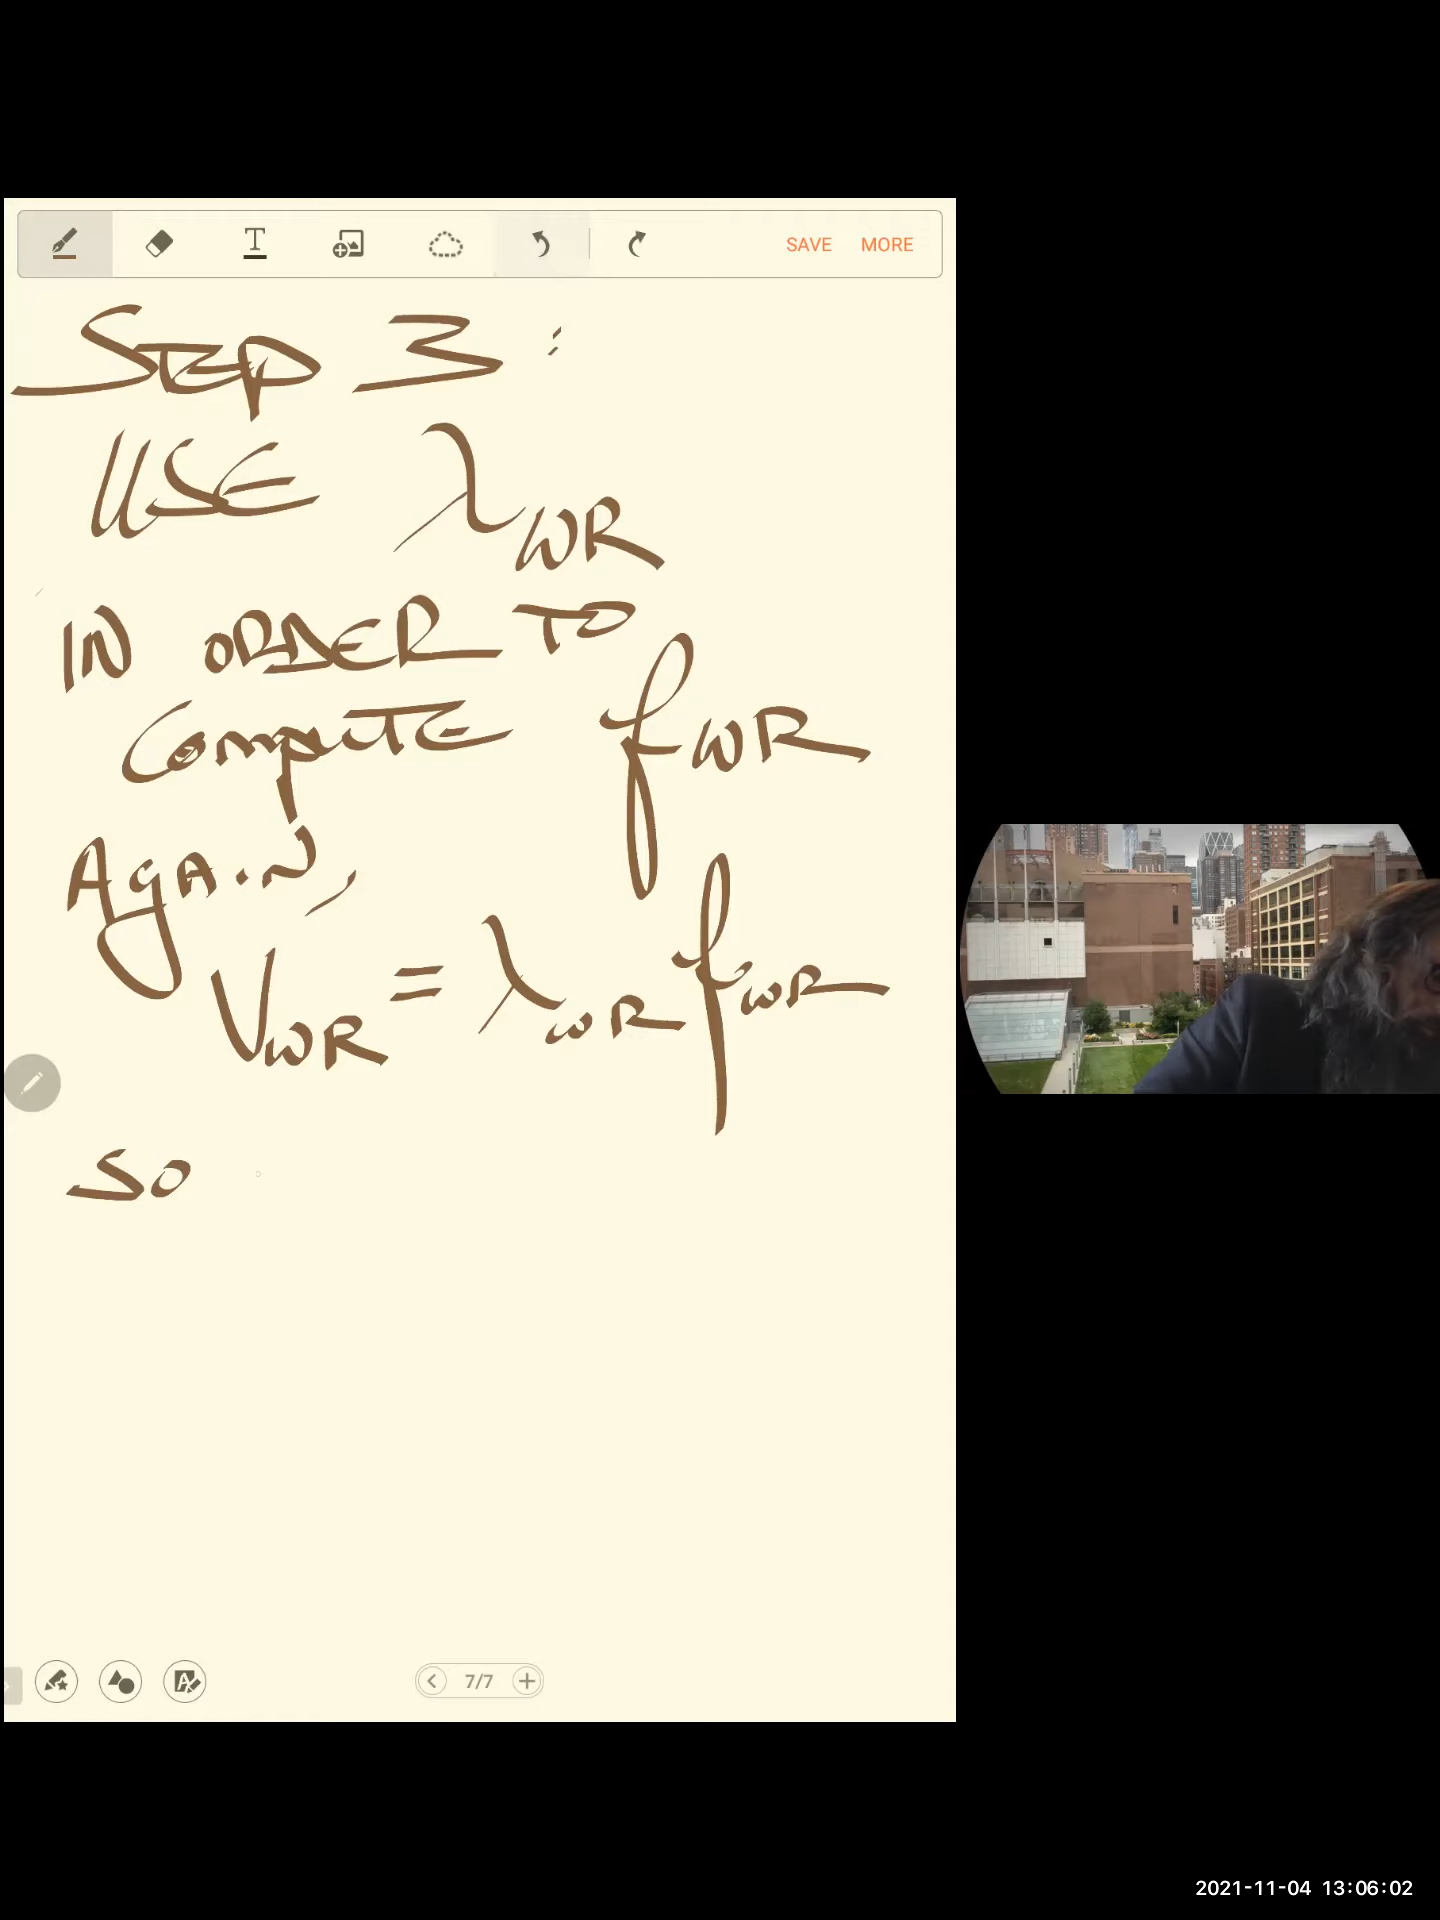 T
SAVE MORE
STEP 3 :
USE λWR
IN ORDER TO
COMPUTE fWR
AGAIN,
VWR = λWR fWR
SO
A
7/7
2021-11-04 13:06:02